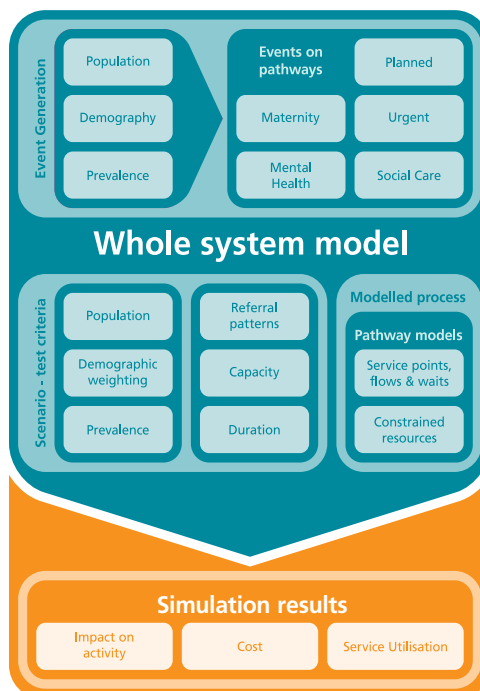 Event Generation
Population
Demography
Prevalence
Events on
pathways
Planned
Maternity
Urgent
Mental
Health
Social Care
Whole system model
Scenario - test criteria
Population
Demographic
weighting
Prevalence
Referral
patterns
Capacity
Duration
Modelled process
Pathway models
Service points,
flows & waits
Constrained
resources
Simulation results
Impact on
activity
Cost
Service Utilisation